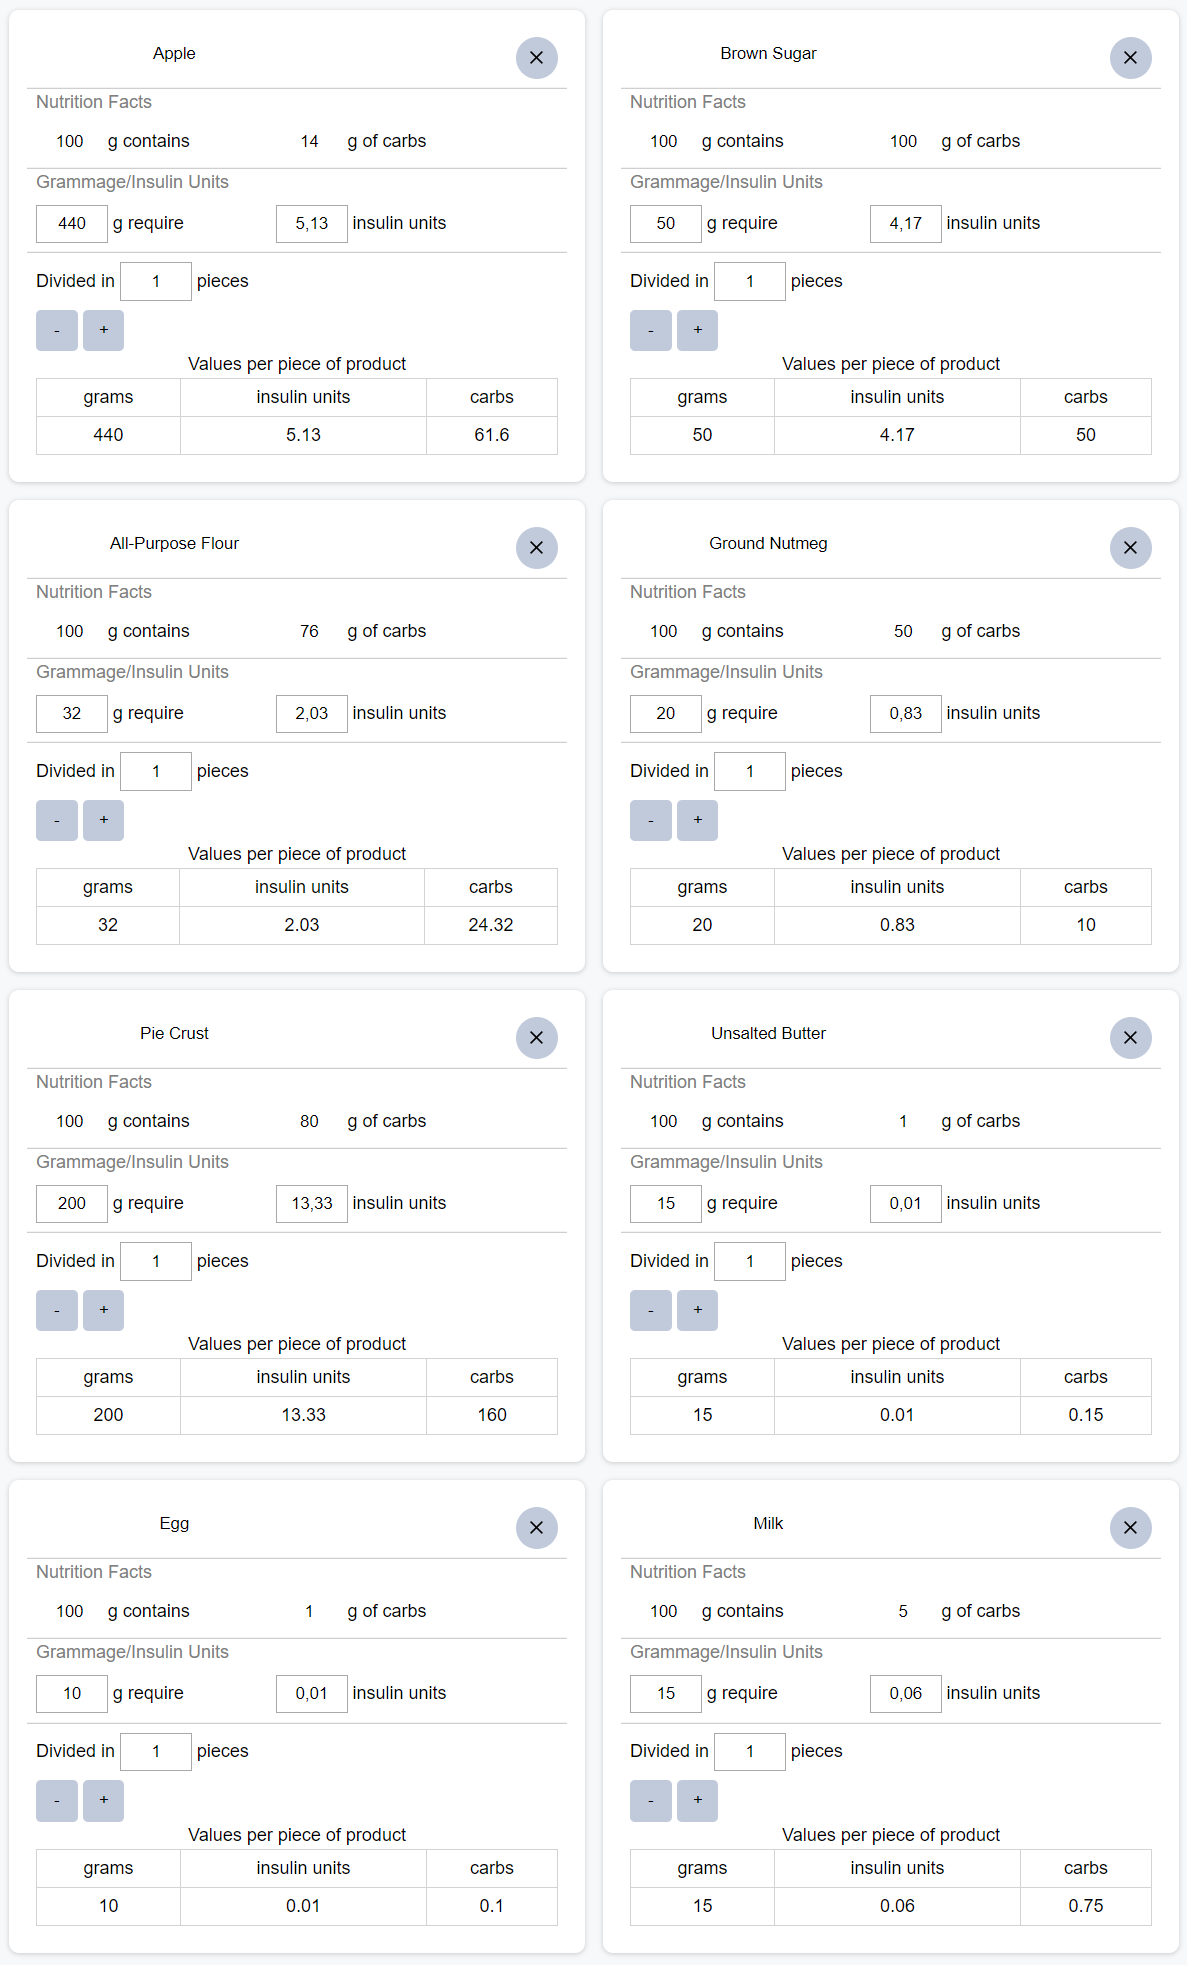 Apple
Nutrition Facts
100 g contains 14 g of carbs
Grammage/Insulin Units
440 g require 5,13 insulin units
Divided in 1 pieces
- +
Values per piece of product
grams insulin units carbs
440 5.13 61.6
Brown Sugar
Nutrition Facts
100 g contains 100 g of carbs
Grammage/Insulin Units
50 g require 4,17 insulin units
Divided in 1 pieces
- +
Values per piece of product
grams insulin units carbs
50 4.17 50
All-Purpose Flour
Nutrition Facts
100 g contains 76 g of carbs
Grammage/Insulin Units
32 g require 2,03 insulin units
Divided in 1 pieces
- +
Values per piece of product
grams insulin units carbs
32 2.03 24.32
Ground Nutmeg
Nutrition Facts
100 g contains 50 g of carbs
Grammage/Insulin Units
20 g require 0,83 insulin units
Divided in 1 pieces
- +
Values per piece of product
grams insulin units carbs
20 0.83 10
Pie Crust
Nutrition Facts
100 g contains 80 g of carbs
Grammage/Insulin Units
200 g require 13,33 insulin units
Divided in 1 pieces
- +
Values per piece of product
grams insulin units carbs
200 13.33 160
Unsalted Butter
Nutrition Facts
100 g contains 1 g of carbs
Grammage/Insulin Units
15 g require 0,01 insulin units
Divided in 1 pieces
- +
Values per piece of product
grams insulin units carbs
15 0.01 0.15
Egg
Nutrition Facts
100 g contains 1 g of carbs
Grammage/Insulin Units
10 g require 0,01 insulin units
Divided in 1 pieces
- +
Values per piece of product
grams insulin units carbs
10 0.01 0.1
Milk
Nutrition Facts
100 g contains 5 g of carbs
Grammage/Insulin Units
15 g require 0,06 insulin units
Divided in 1 pieces
- +
Values per piece of product
grams insulin units carbs
15 0.06 0.75